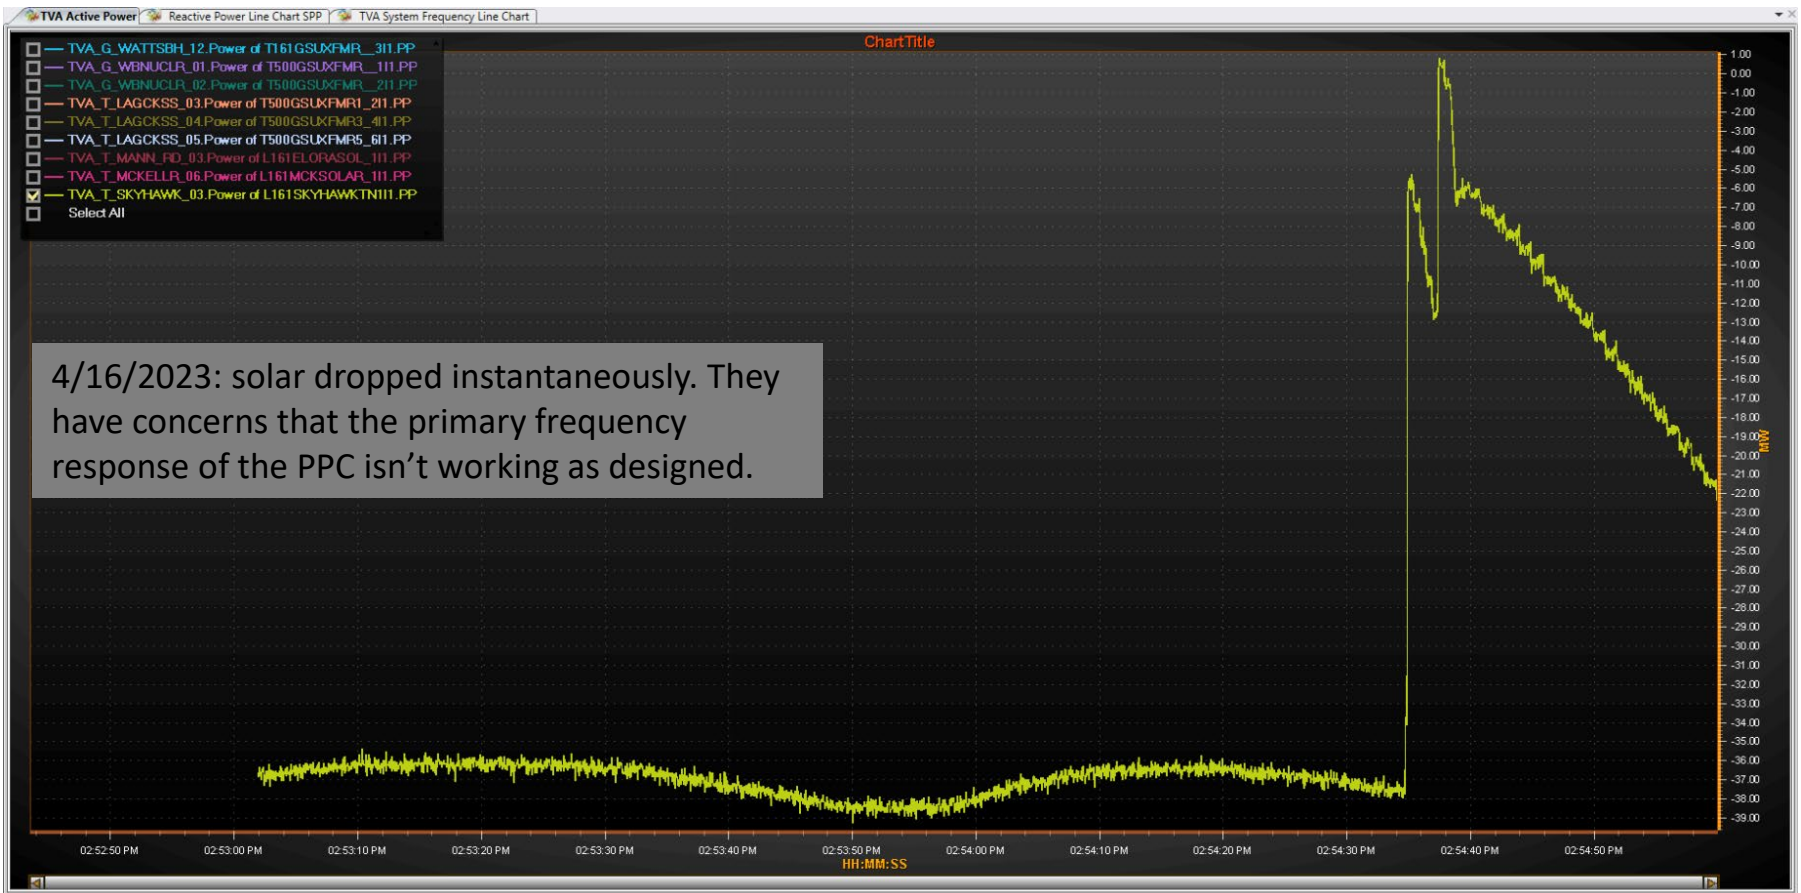 TVA Active Power
Reactive Power Line Chart SPP
TVA System Frequency Line Chart
ChartTitle
TVA_G_WATTSBH_12.Power of T161GSUXFMR__3I1.PP
TVA_G_WBNUCLR_01.Power of T500GSUXFMR__1I1.PP
TVA_G_WBNUCLR_02.Power of T500GSUXFMR__2I1.PP
TVA_T_LAGCKSS_03.Power of T500GSUXFMR1_2I1.PP
TVA_T_LAGCKSS_04.Power of T500GSUXFMR3_4I1.PP
TVA_T_LAGCKSS_05.Power of T500GSUXFMR5_6I1.PP
TVA_T_MANN_RD_03.Power of L161ELORASOL_1I1.PP
TVA_T_MCKELLR_06.Power of L161MCKSOLAR_1I1.PP
TVA_T_SKYHAWK_03.Power of L161SKYHAWKTN1I1.PP
Select All
4/16/2023: solar dropped instantaneously. They
have concerns that the primary frequency
response of the PPC isn't working as designed.
1.00
0.00
-1.00
-2.00
-3.00
-4.00
-5.00
-6.00
-7.00
-8.00
-9.00
-10.00
-11.00
-12.00
-13.00
-14.00
-15.00
-16.00
-17.00
-18.00
-19.00
-20.00
-21.00
-22.00
-23.00
-24.00
-25.00
-26.00
-27.00
-28.00
-29.00
-30.00
-31.00
-32.00
-33.00
-34.00
-35.00
-36.00
-37.00
-38.00
-39.00
MW
02:52:50 PM
02:53:00 PM
02:53:10 PM
02:53:20 PM
02:53:30 PM
02:53:40 PM
02:53:50 PM
02:54:00 PM
02:54:10 PM
02:54:20 PM
02:54:30 PM
02:54:40 PM
02:54:50 PM
HH:MM:SS